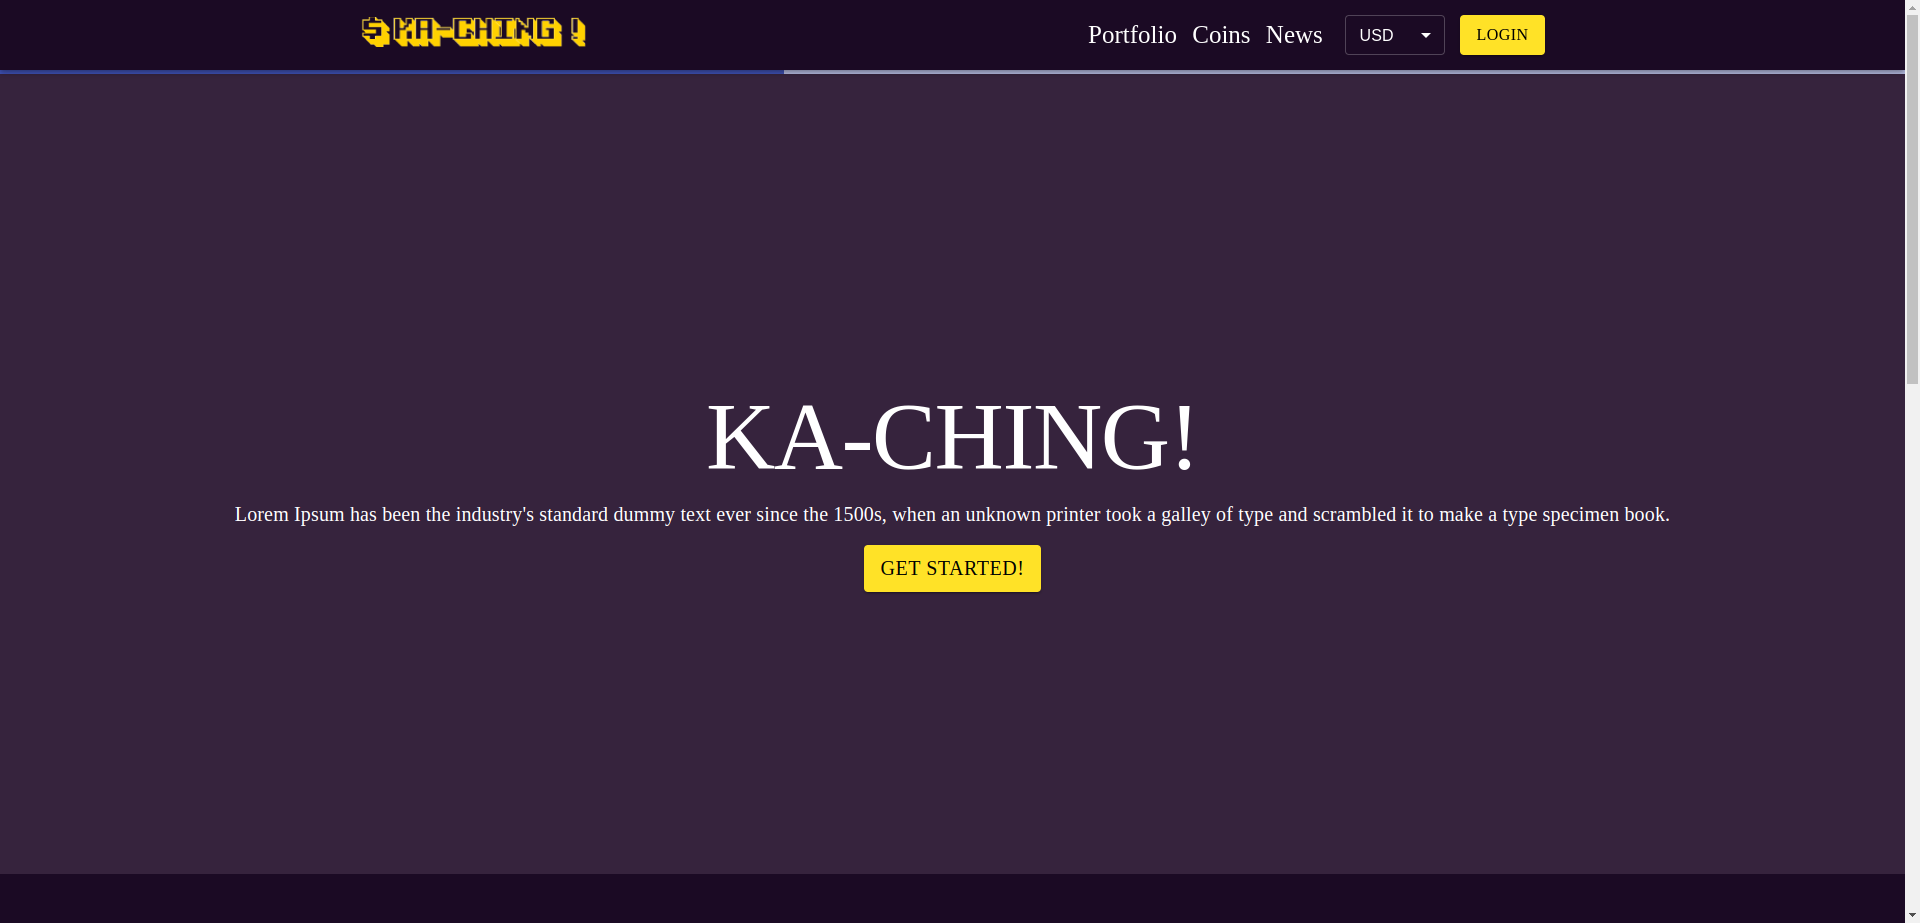 $ KA-CHING !
Portfolio Coins News USD LOGIN
KA-CHING!
Lorem Ipsum has been the industry's standard dummy text ever since the 1500s, when an unknown printer took a galley of type and scrambled it to make a type specimen book.
GET STARTED!